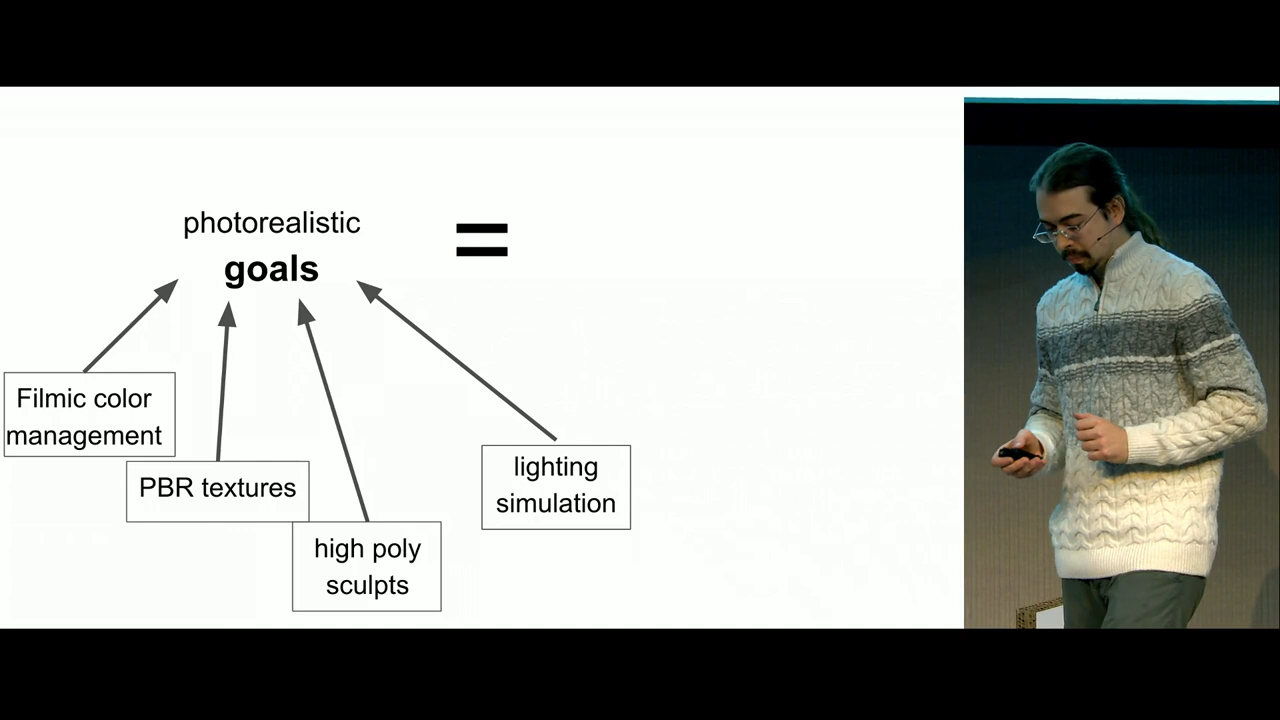 photorealistic
goals
=
Filmic color
management
PBR textures
high poly
sculpts
lighting
simulation